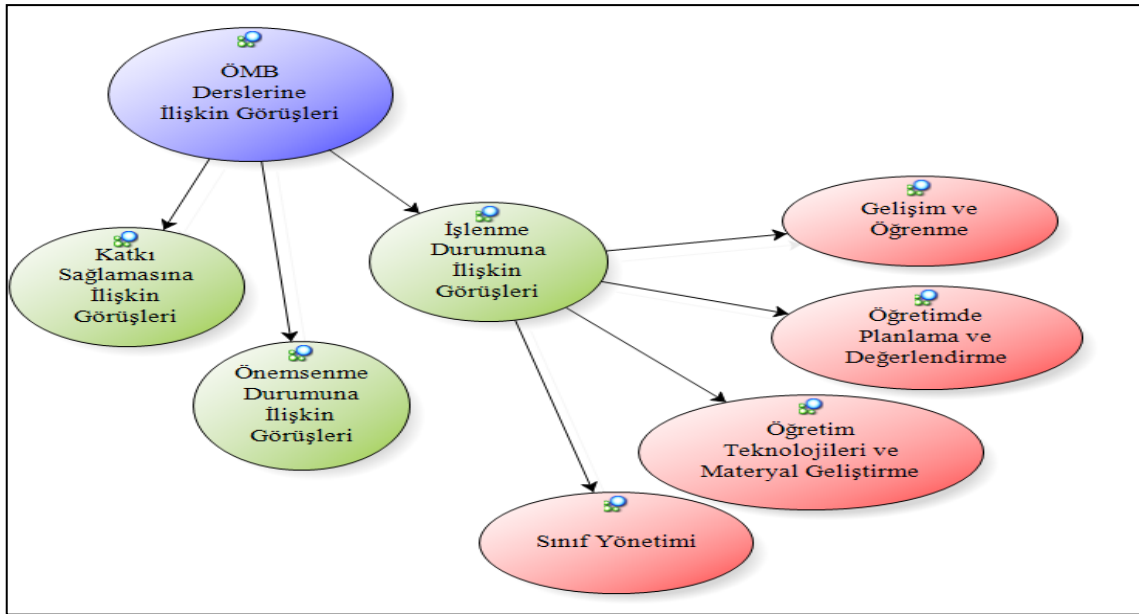 ÖMB
Derslerine
İlişkin Görüşleri
Katkı
Sağlamasına
İlişkin
Görüşleri
Önemsenme
Durumuna
İlişkin
Görüşleri
İşlenme
Durumuna
İlişkin
Görüşleri
Gelişim ve
Öğrenme
Öğretimde
Planlama ve
Değerlendirme
Öğretim
Teknolojileri ve
Materyal Geliştirme
Sınıf Yönetimi